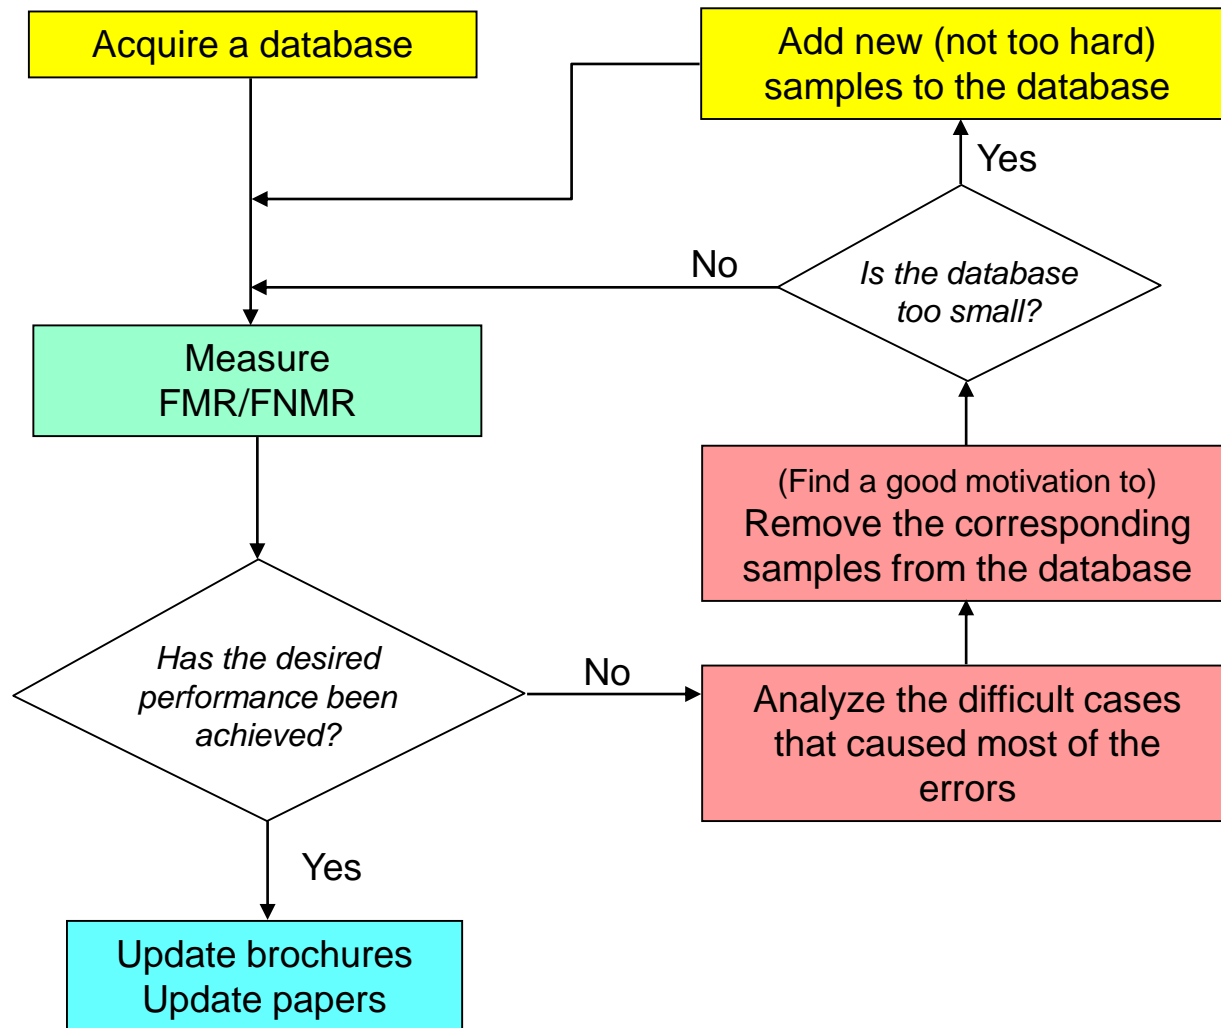 Acquire a database
Add new (not too hard)
samples to the database
Yes
No
Is the database
too small?
Measure
FMR/FNMR
(Find a good motivation to)
Remove the corresponding
samples from the database
Has the desired
performance been
achieved?
No
Analyze the difficult cases
that caused most of the
errors
Yes
Update brochures
Update papers